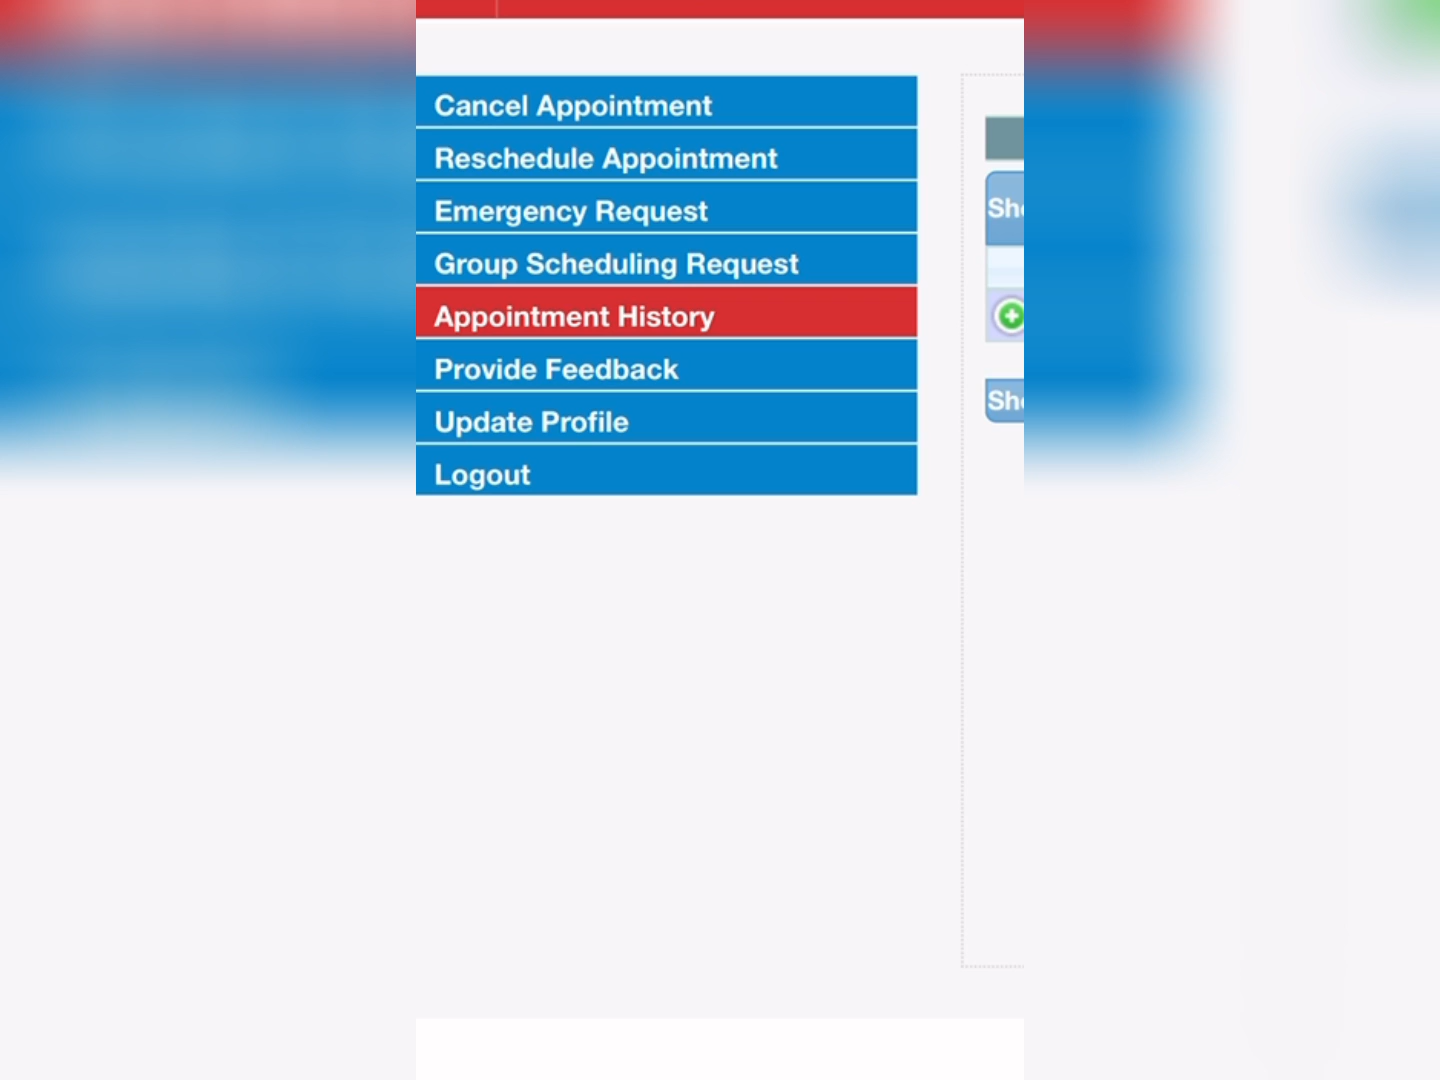 Cancel Appointment
Reschedule Appointment
Emergency Request
Group Scheduling Request
Appointment History
Provide Feedback
Update Profile
Logout